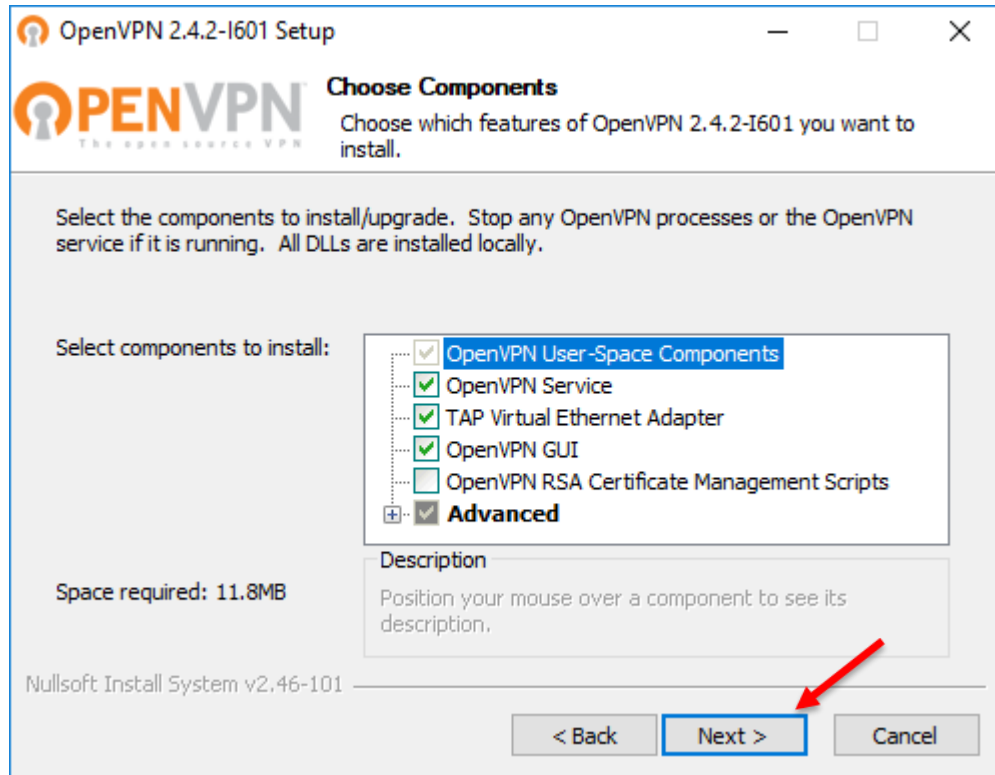 OpenVPN 2.4.2-I601 Setup
OPENVPN
The open source VPN
Choose Components
Choose which features of OpenVPN 2.4.2-I601 you want to
install.
Select the components to install/upgrade. Stop any OpenVPN processes or the OpenVPN
service if it is running. All DLLs are installed locally.
Select components to install:
OpenVPN User-Space Components
OpenVPN Service
TAP Virtual Ethernet Adapter
OpenVPN GUI
OpenVPN RSA Certificate Management Scripts
Advanced
Space required: 11.8MB
Description
Position your mouse over a component to see its
description.
Nullsoft Install System v2.46-101
< Back
Next >
Cancel